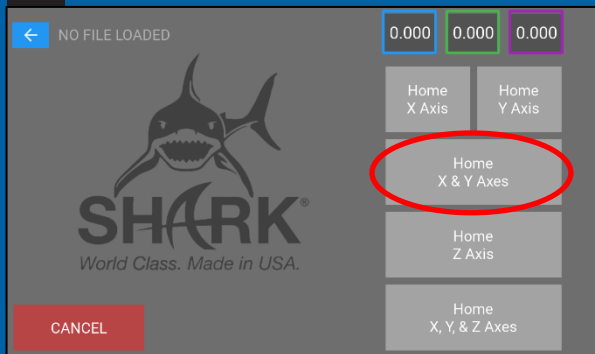 NO FILE LOADED
0.000 0.000 0.000
Home
X Axis
Home
Y Axis
Home
X & Y Axes
SHARK®
World Class. Made in USA.
Home
Z Axis
CANCEL
Home
X, Y, & Z Axes